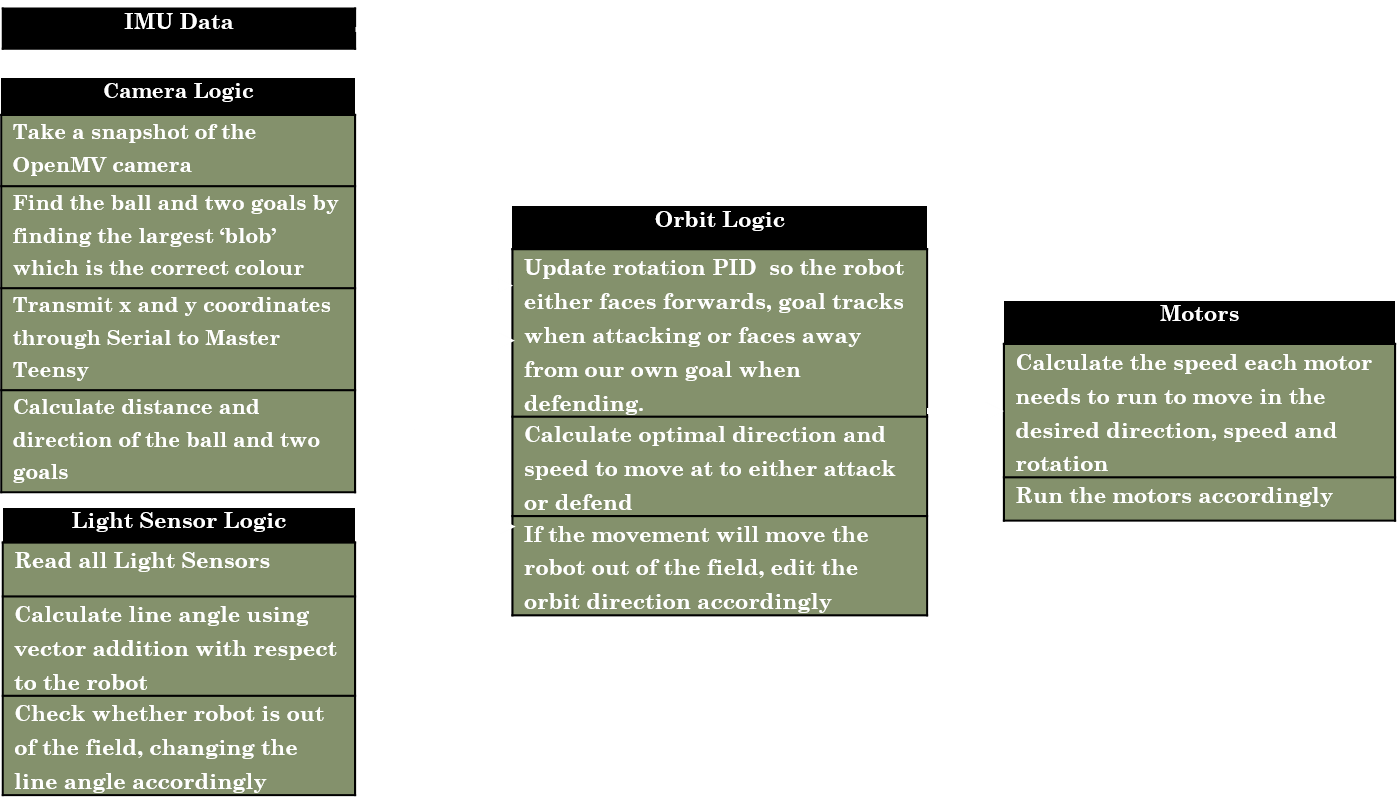 IMU Data
Camera Logic
Take a snapshot of the
OpenMV camera
Find the ball and two goals by
finding the largest ‘blob’
which is the correct colour
Transmit x and y coordinates
through Serial to Master
Teensy
Calculate distance and
direction of the ball and two
goals
Light Sensor Logic
Read all Light Sensors
Calculate line angle using
vector addition with respect
to the robot
Check whether robot is out
of the field, changing the
line angle accordingly
Orbit Logic
Update rotation PID  so the robot
either faces forwards, goal tracks
when attacking or faces away
from our own goal when
defending.
Calculate optimal direction and
speed to move at to either attack
or defend
If the movement will move the
robot out of the field, edit the
orbit direction accordingly
Motors
Calculate the speed each motor
needs to run to move in the
desired direction, speed and
rotation
Run the motors accordingly